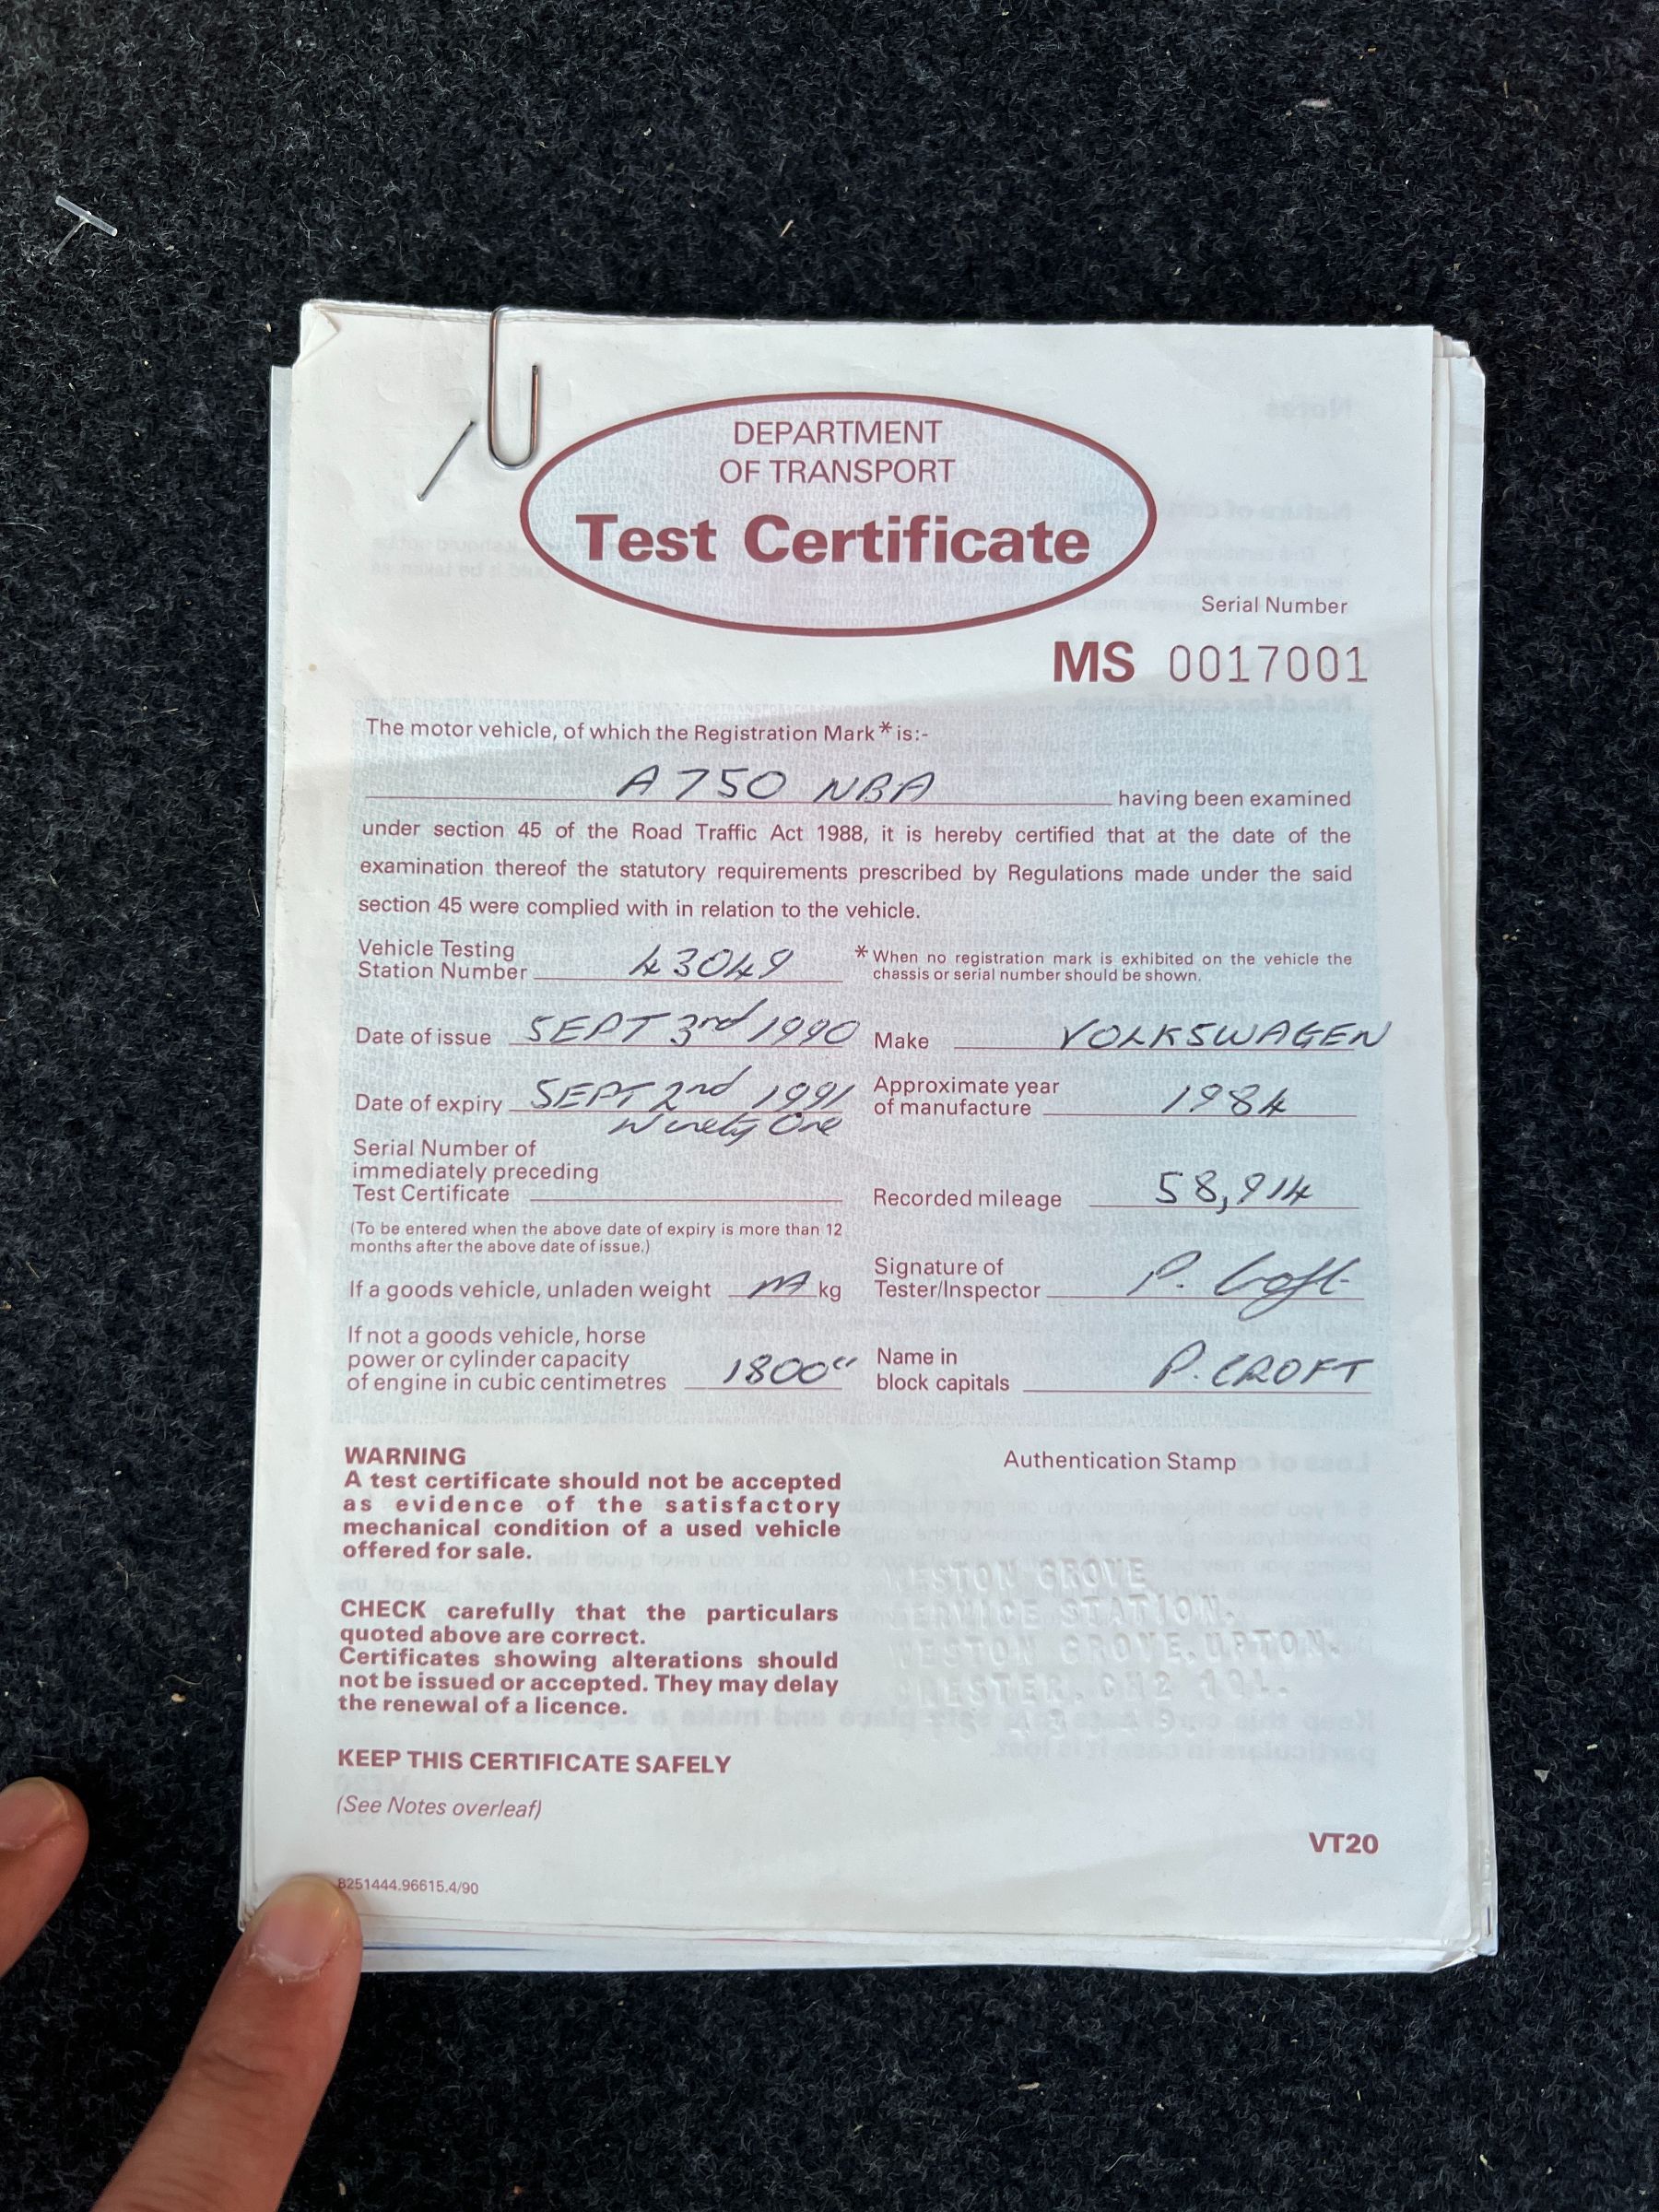 DEPARTMENT
OF TRANSPORT
Test Certificate
Serial Number
MS 0017001
The motor vehicle, of which the Registration Mark * is:-
A750 NBA having been examined
under section 45 of the Road Traffic Act 1988, it is hereby certified that at the date of the
examination thereof the statutory requirements prescribed by Regulations made under the said
section 45 were complied with in relation to the vehicle.
Vehicle Testing
Station Number 43049
* When no registration mark is exhibited on the vehicle the
chassis or serial number should be shown.
Date of issue SEPT 3rd 1990
Make VOLKSWAGEN
Date of expiry SEPT 2nd 1991
Ninety One
Approximate year
of manufacture 1984
Serial Number of
immediately preceding
Test Certificate
Recorded mileage 58,914
(To be entered when the above date of expiry is more than 12
months after the above date of issue.)
If a goods vehicle, unladen weight kg
Signature of
Tester/Inspector P. Croft
If not a goods vehicle, horse
power or cylinder capacity
of engine in cubic centimetres 1800cc
Name in
block capitals P. CROFT
WARNING
A test certificate should not be accepted
as evidence of the satisfactory
mechanical condition of a used vehicle
offered for sale.
CHECK carefully that the particulars
quoted above are correct.
Certificates showing alterations should
not be issued or accepted. They may delay
the renewal of a licence.
KEEP THIS CERTIFICATE SAFELY
(See Notes overleaf)
Authentication Stamp
WESTON GROVE
SERVICE STATION,
WESTON GROVE. UPTON.
CHESTER. CH2
VT20
8251444.96615.4/90